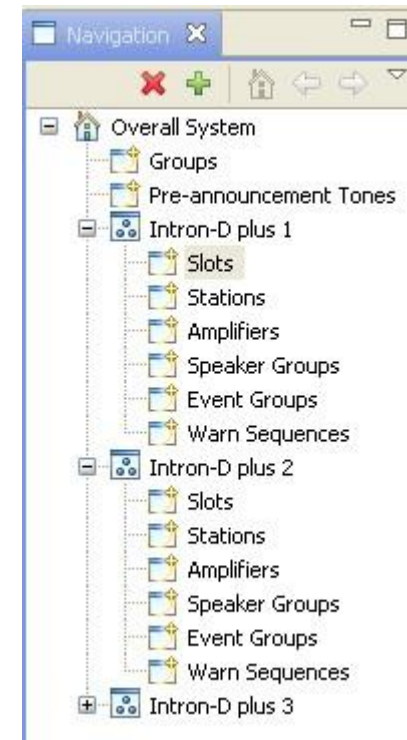 Navigation
Overall System
Groups
Pre-announcement Tones
Intron-D plus 1
Slots
Stations
Amplifiers
Speaker Groups
Event Groups
Warn Sequences
Intron-D plus 2
Slots
Stations
Amplifiers
Speaker Groups
Event Groups
Warn Sequences
Intron-D plus 3